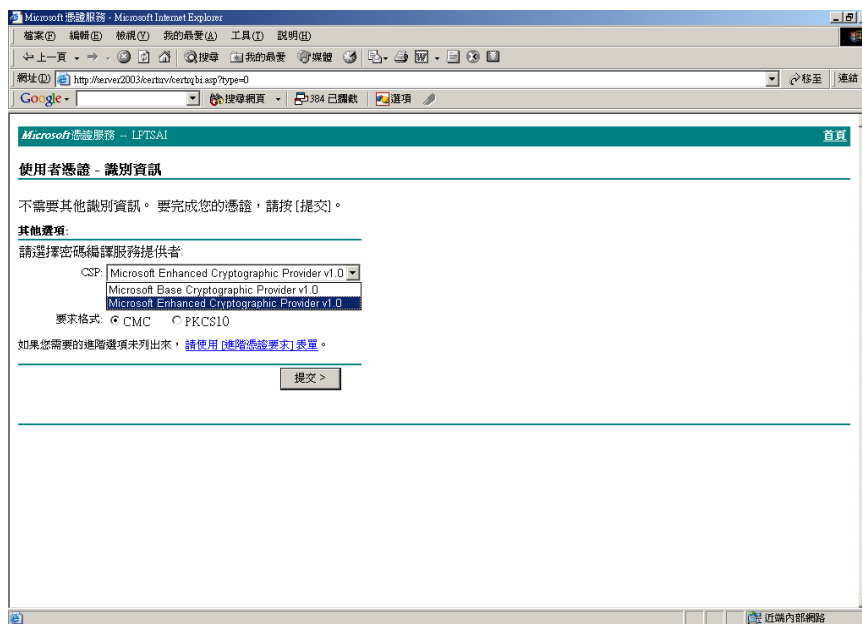 Microsoft 憑證服務 - Microsoft Internet Explorer
檔案(F) 編輯(E) 檢視(V) 我的最愛(A) 工具(T) 說明(H)
上一頁 搜尋 我的最愛 媒體
網址(D) http://server2003/certsrv/certrqbi.asp?type=0 移至 連結
Google 搜尋網頁 384 已攔截 選項
Microsoft 憑證服務 -- LPTSAI 首頁
使用者憑證 - 識別資訊
不需要其他識別資訊。 要完成您的憑證，請按 [提交]。
其他選項:
請選擇密碼編譯服務提供者:
CSP: Microsoft Enhanced Cryptographic Provider v1.0
Microsoft Base Cryptographic Provider v1.0
Microsoft Enhanced Cryptographic Provider v1.0
要求格式: CMC PKCS10
如果您需要的進階選項未列出來， 請使用 [進階憑證要求] 表單。
提交 >
近端內部網路